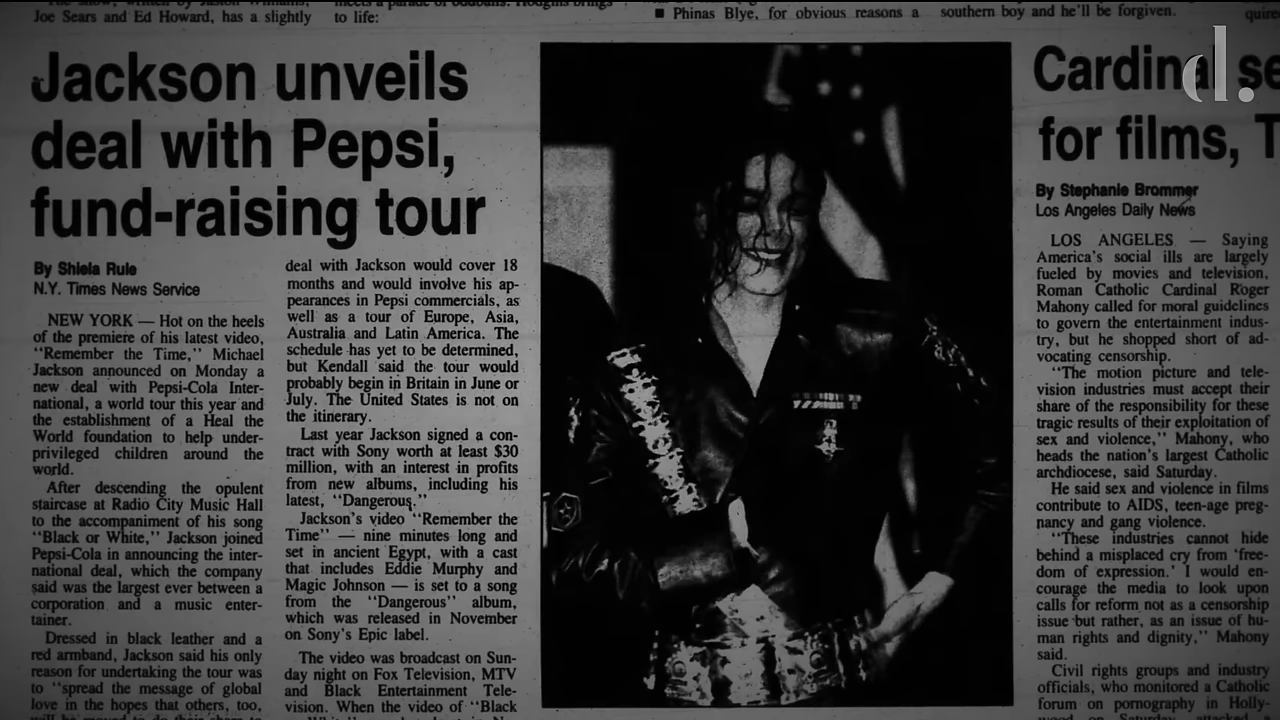 Joe Sears and Ed Howard, has a slightly
to life:
■ Phinas Blye, for obvious reasons a
southern boy and he'll be forgiven.
Jackson unveils
deal with Pepsi,
fund-raising tour
By Shiela Rule
N.Y. Times News Service
NEW YORK — Hot on the heels
of the premiere of his latest video,
“Remember the Time,” Michael
Jackson announced on Monday a
new deal with Pepsi-Cola Inter-
national, a world tour this year and
the establishment of a Heal the
World foundation to help under-
privileged children around the
world.
After descending the opulent
staircase at Radio City Music Hall
to the accompaniment of his song
“Black or White,” Jackson joined
Pepsi-Cola in announcing the inter-
national deal, which the company
said was the largest ever between a
corporation and a music enter-
tainer.
Dressed in black leather and a
red armband, Jackson said his only
reason for undertaking the tour was
to “spread the message of global
love in the hopes that others, too,
deal with Jackson would cover 18
months and would involve his ap-
pearances in Pepsi commercials, as
well as a tour of Europe, Asia,
Australia and Latin America. The
schedule has yet to be determined,
but Kendall said the tour would
probably begin in Britain in June or
July. The United States is not on
the itinerary.
Last year Jackson signed a con-
tract with Sony worth at least $30
million, with an interest in profits
from new albums, including his
latest, “Dangerous.”
Jackson's video “Remember the
Time” — nine minutes long and
set in ancient Egypt, with a cast
that includes Eddie Murphy and
Magic Johnson — is set to a song
from the “Dangerous” album,
which was released in November
on Sony's Epic label.
The video was broadcast on Sun-
day night on Fox Television, MTV
and Black Entertainment Tele-
vision. When the video of “Black
Cardinal se
for films, T
By Stephanie Brommer
Los Angeles Daily News
LOS ANGELES — Saying
America's social ills are largely
fueled by movies and television,
Roman Catholic Cardinal Roger
Mahony called for moral guidelines
to govern the entertainment indus-
try, but he shopped short of ad-
vocating censorship.
“The motion picture and tele-
vision industries must accept their
share of the responsibility for these
tragic results of their exploitation of
sex and violence,” Mahony, who
heads the nation's largest Catholic
archdiocese, said Saturday.
He said sex and violence in films
contribute to AIDS, teen-age preg-
nancy and gang violence.
“These industries cannot hide
behind a misplaced cry from ‘free-
dom of expression.’ I would en-
courage the media to look upon
calls for reform not as a censorship
issue but rather, as an issue of hu-
man rights and dignity,” Mahony
said.
Civil rights groups and industry
officials, who monitored a Catholic
forum on pornography in Holly-
d.